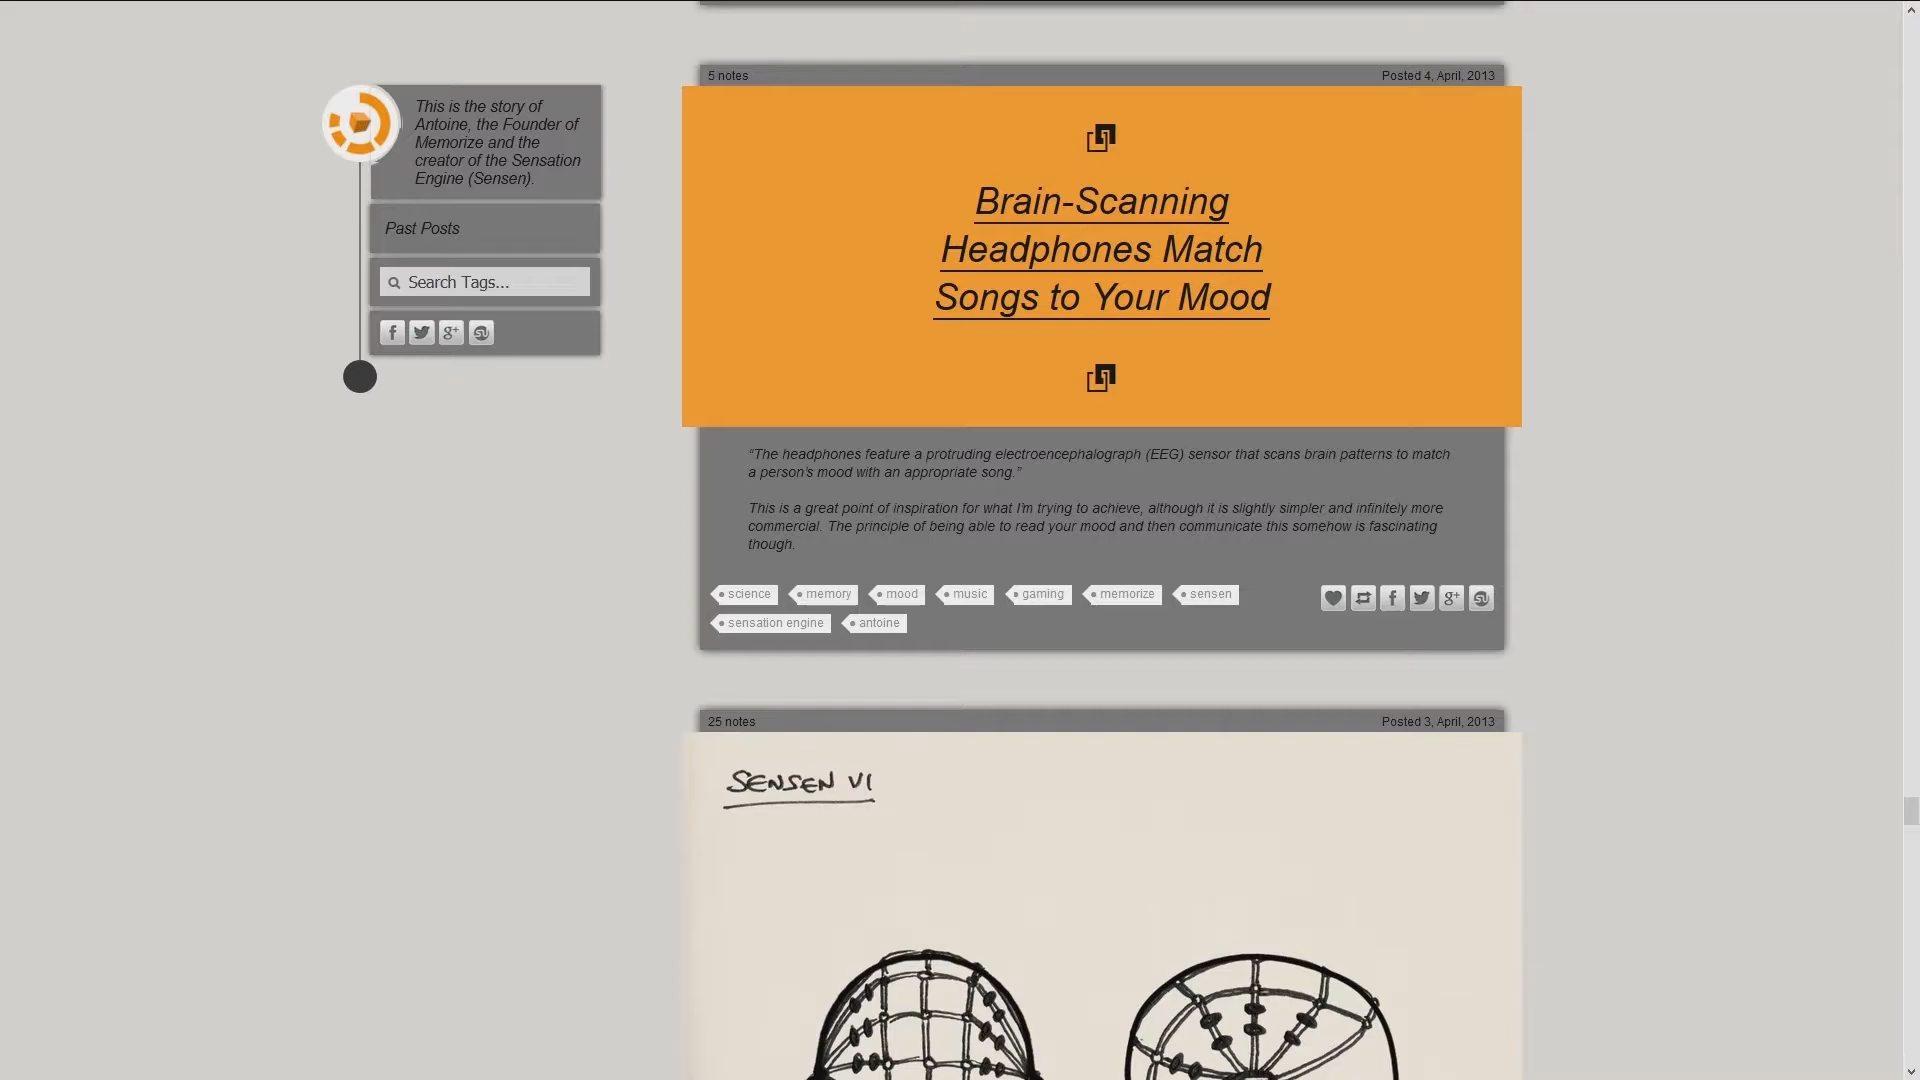 This is the story of
Antoine, the Founder of
Memorize and the
creator of the Sensation
Engine (Sensen).
Past Posts
Search Tags...
5 notes
Posted 4, April, 2013
Brain-Scanning
Headphones Match
Songs to Your Mood
“The headphones feature a protruding electroencephalograph (EEG) sensor that scans brain patterns to match
a person’s mood with an appropriate song.”
This is a great point of inspiration for what I’m trying to achieve, although it is slightly simpler and infinitely more
commercial. The principle of being able to read your mood and then communicate this somehow is fascinating
though.
science memory mood music gaming memorize sensen
sensation engine antoine
25 notes
Posted 3, April, 2013
SENSEN V1